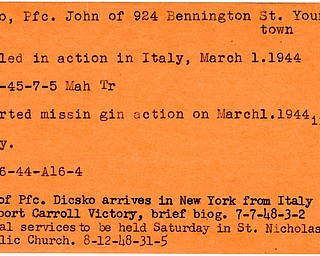 o, Pfc. John of 924 Bennington St. Your
town
led in action in Italy, March 1.1944
-45-7-5 Mah Tr
rted missin gin action on March1.1944
y.
6-44-A16-4
of Pfc. Dicsko arrives in New York from Italy
port Carroll Victory, brief biog. 7-7-48-3-2
al services to be held Saturday in St. Nicholas
lic Church. 8-12-48-31-5